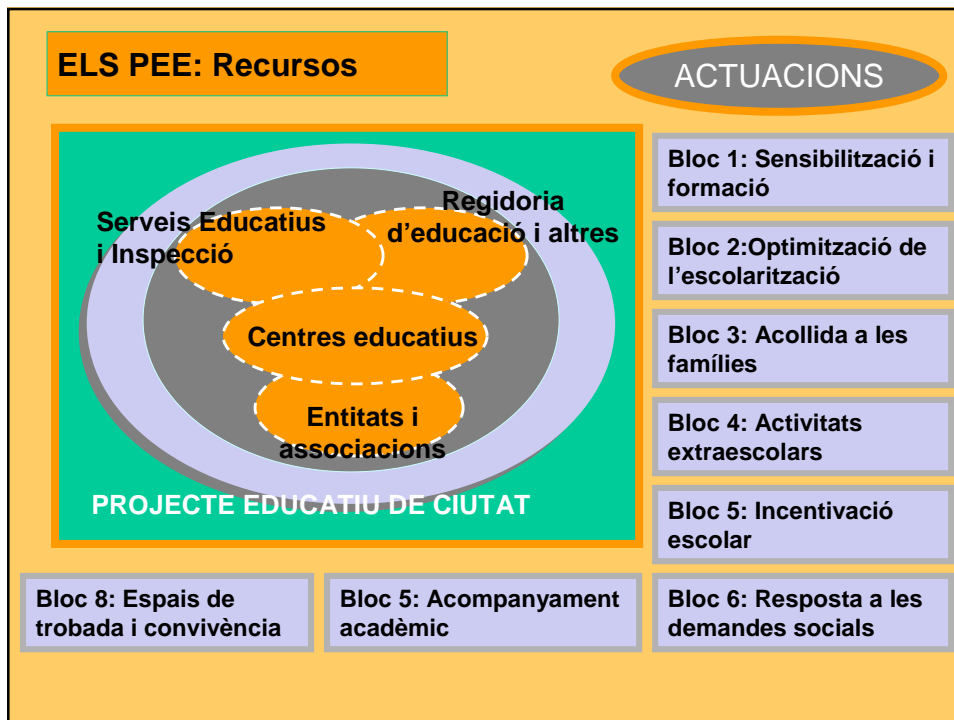 ELS PEE: Recursos
ACTUACIONS
Serveis Educatius
i Inspecció
Regidoria
d’educació i altres
Centres educatius
Entitats i
associacions
PROJECTE EDUCATIU DE CIUTAT
Bloc 1: Sensibilització i
formació
Bloc 2:Optimització de
l’escolarització
Bloc 3: Acollida a les
famílies
Bloc 4: Activitats
extraescolars
Bloc 5: Incentivació
escolar
Bloc 6: Resposta a les
demandes socials
Bloc 5: Acompanyament
acadèmic
Bloc 8: Espais de
trobada i convivència